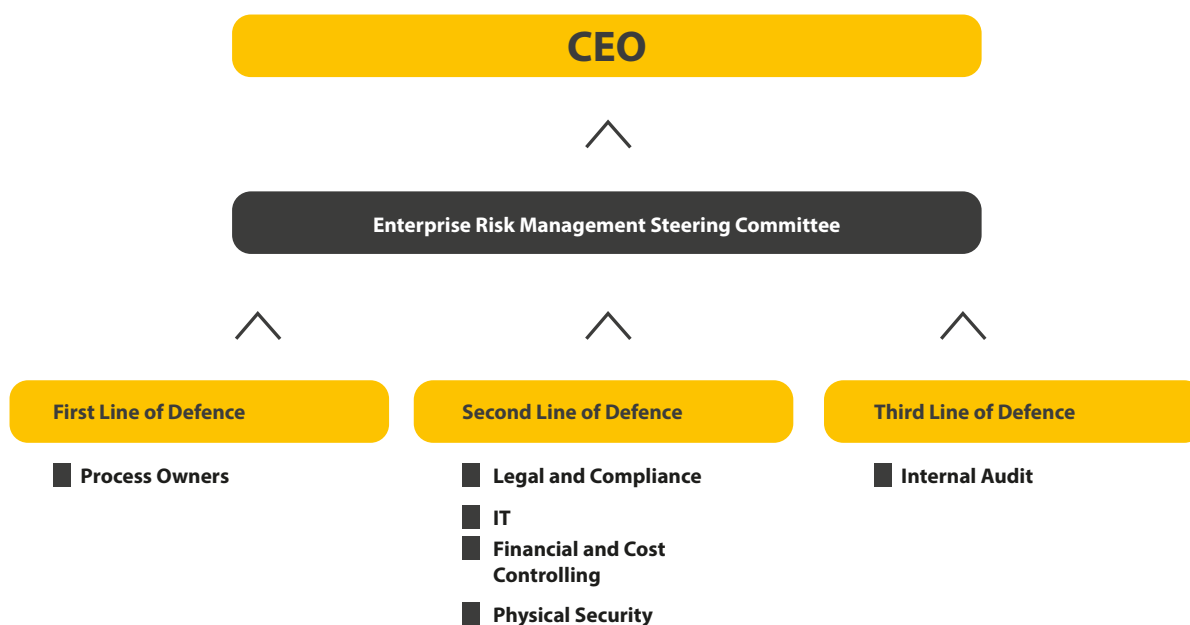 CEO
Enterprise Risk Management Steering Committee
First Line of Defence
Process Owners
Second Line of Defence
Legal and Compliance
IT
Financial and Cost
Controlling
Physical Security
Third Line of Defence
Internal Audit